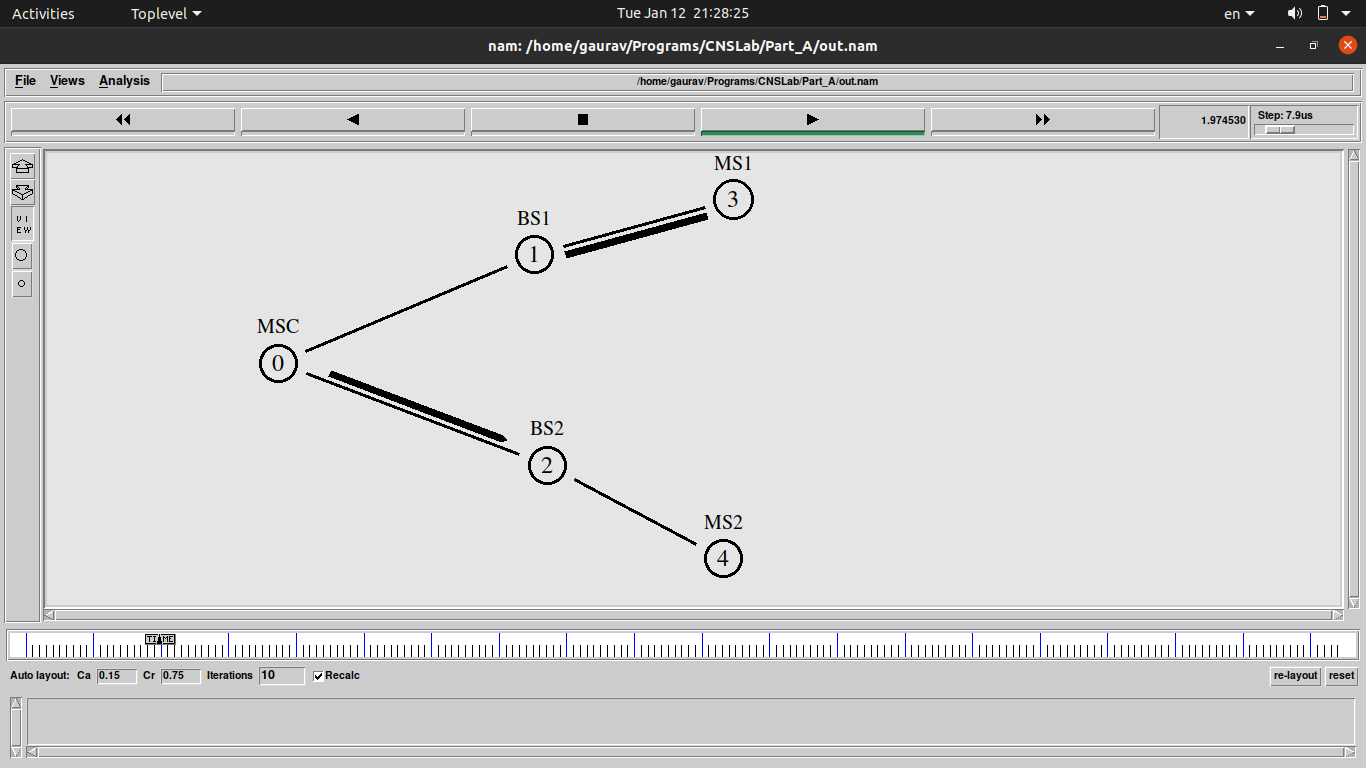 Activities Toplevel Tue Jan 12 21:28:25 en
nam: /home/gaurav/Programs/CNSLab/Part_A/out.nam
File Views Analysis /home/gaurav/Programs/CNSLab/Part_A/out.nam
1.974530 Step: 7.9us
MS1
3
BS1
1
MSC
0
BS2
2
MS2
4
VI
EW
TIME
Auto layout: Ca 0.15 Cr 0.75 Iterations 10 Recalc re-layout reset